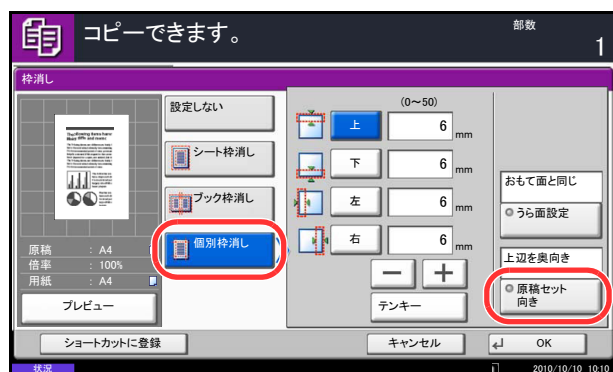 コピーできます。
部数
1
枠消し
設定しない
シート枠消し
ブック枠消し
個別枠消し
原稿 : A4
倍率 : 100%
用紙 : A4
プレビュー
(0～50)
上 6 mm
下 6 mm
左 6 mm
右 6 mm
－ ＋
テンキー
おもて面と同じ
うら面設定
上辺を奥向き
原稿セット
向き
ショートカットに登録
キャンセル
OK
状況
2010/10/10 10:10